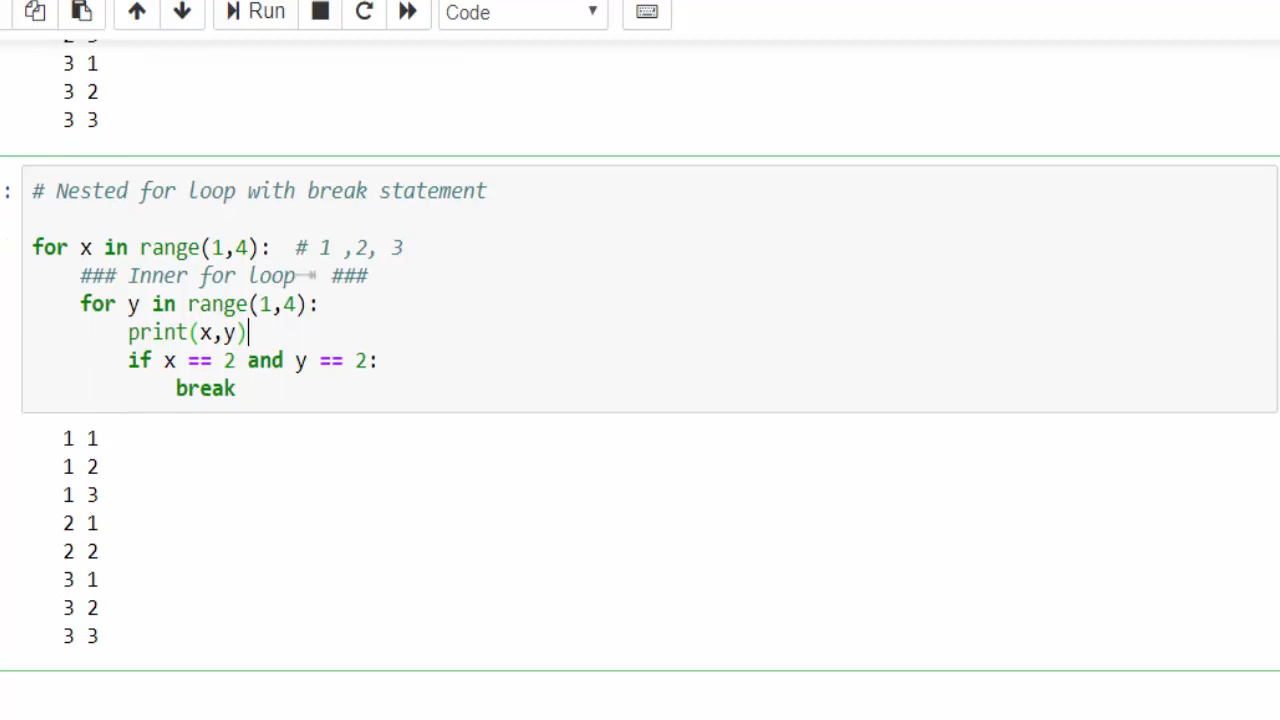 Run Code
3 1
3 2
3 3
:
# Nested for loop with break statement
for x in range(1,4):  # 1 ,2, 3
    ### Inner for loop ###
    for y in range(1,4):
        print(x,y)
        if x == 2 and y == 2:
            break
1 1
1 2
1 3
2 1
2 2
3 1
3 2
3 3